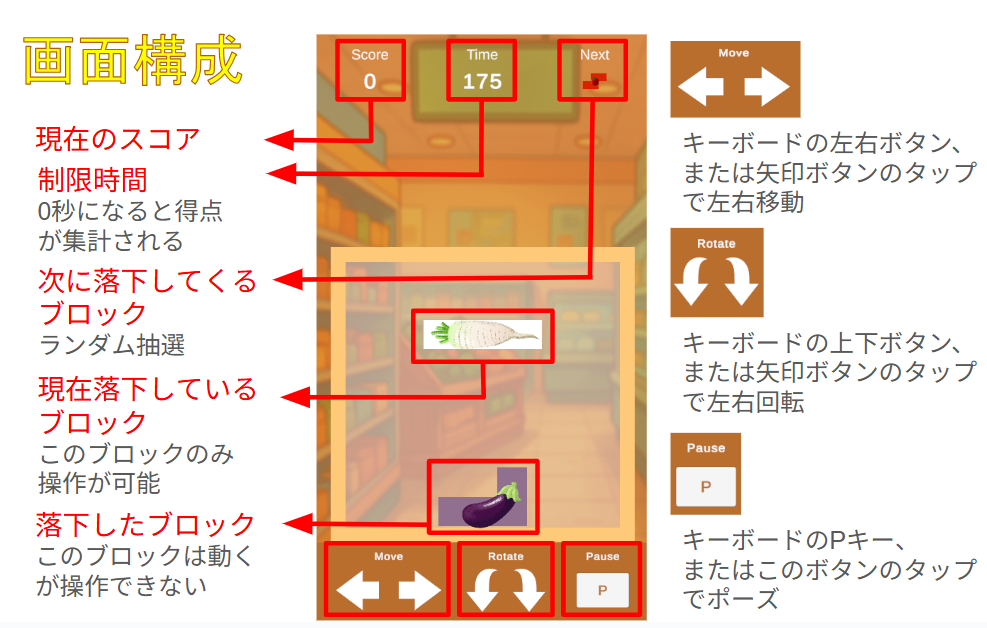 画面構成
現在のスコア
制限時間
0秒になると得点
が集計される
次に落下してくる
ブロック
ランダム抽選
現在落下している
ブロック
このブロックのみ
操作が可能
落下したブロック
このブロックは動く
が操作できない
Score
0
Time
175
Next
Move
Rotate
Pause
P
Move
キーボードの左右ボタン、
または矢印ボタンのタップ
で左右移動
Rotate
キーボードの上下ボタン、
または矢印ボタンのタップ
で左右回転
Pause
P
キーボードのPキー、
またはこのボタンのタップ
でポーズ